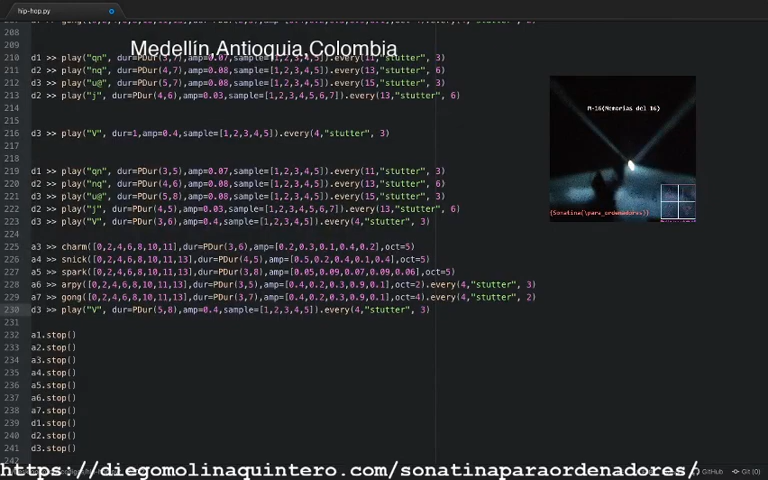 hip-hop.py
208
209
Medellín,Antioquia,Colombia
210 d1 >> play("qn", dur=PDur(3,7),amp=0.07,sample=[1,2,3,4,5]).every(11,"stutter", 3)
211 d2 >> play("nq", dur=PDur(4,7),amp=0.08,sample=[1,2,3,4,5]).every(13,"stutter", 6)
212 d3 >> play("u@", dur=PDur(5,7),amp=0.08,sample=[1,2,3,4,5]).every(15,"stutter", 3)
213 d2 >> play("j", dur=PDur(4,6),amp=0.03,sample=[1,2,3,4,5,6,7]).every(13,"stutter", 6)
214
215
216 d3 >> play("V", dur=1,amp=0.4,sample=[1,2,3,4,5]).every(4,"stutter", 3)
217
218
219 d1 >> play("qn", dur=PDur(3,5),amp=0.07,sample=[1,2,3,4,5]).every(11,"stutter", 3)
220 d2 >> play("nq", dur=PDur(4,6),amp=0.08,sample=[1,2,3,4,5]).every(13,"stutter", 6)
221 d3 >> play("u@", dur=PDur(5,8),amp=0.08,sample=[1,2,3,4,5]).every(15,"stutter", 3)
222 d2 >> play("j", dur=PDur(4,5),amp=0.03,sample=[1,2,3,4,5,6,7]).every(13,"stutter", 6)
223 d3 >> play("V", dur=PDur(3,6),amp=0.4,sample=[1,2,3,4,5]).every(4,"stutter", 3)
224
225 a3 >> charm([0,2,4,6,8,10,11],dur=PDur(3,6),amp=[0.2,0.3,0.1,0.4,0.2],oct=5)
226 a4 >> snick([0,2,4,6,8,10,11,13],dur=PDur(4,5),amp=[0.5,0.2,0.4,0.1,0.4],oct=5)
227 a5 >> spark([0,2,4,6,8,10,11,13],dur=PDur(3,8),amp=[0.05,0.09,0.07,0.09,0.06],oct=5)
228 a6 >> arpy([0,2,4,6,8,10,11,13],dur=PDur(3,5),amp=[0.4,0.2,0.3,0.9,0.1],oct=2).every(4,"stutter", 3)
229 a7 >> gong([0,2,4,6,8,10,11,13],dur=PDur(3,7),amp=[0.4,0.2,0.3,0.9,0.1],oct=4).every(4,"stutter", 2)
230 d3 >> play("V", dur=PDur(5,8),amp=0.4,sample=[1,2,3,4,5]).every(4,"stutter", 3)
231
232 a1.stop()
233 a2.stop()
234 a3.stop()
235 a4.stop()
236 a5.stop()
237 a6.stop()
238 a7.stop()
239 d1.stop()
240 d2.stop()
241 d3.stop()
242
M-16(Memorias del 16)
(Sonatina(\para_ordenadores))
https://diegomolinaquintero.com/sonatinaparaordenadores/
GitHub Git (0)